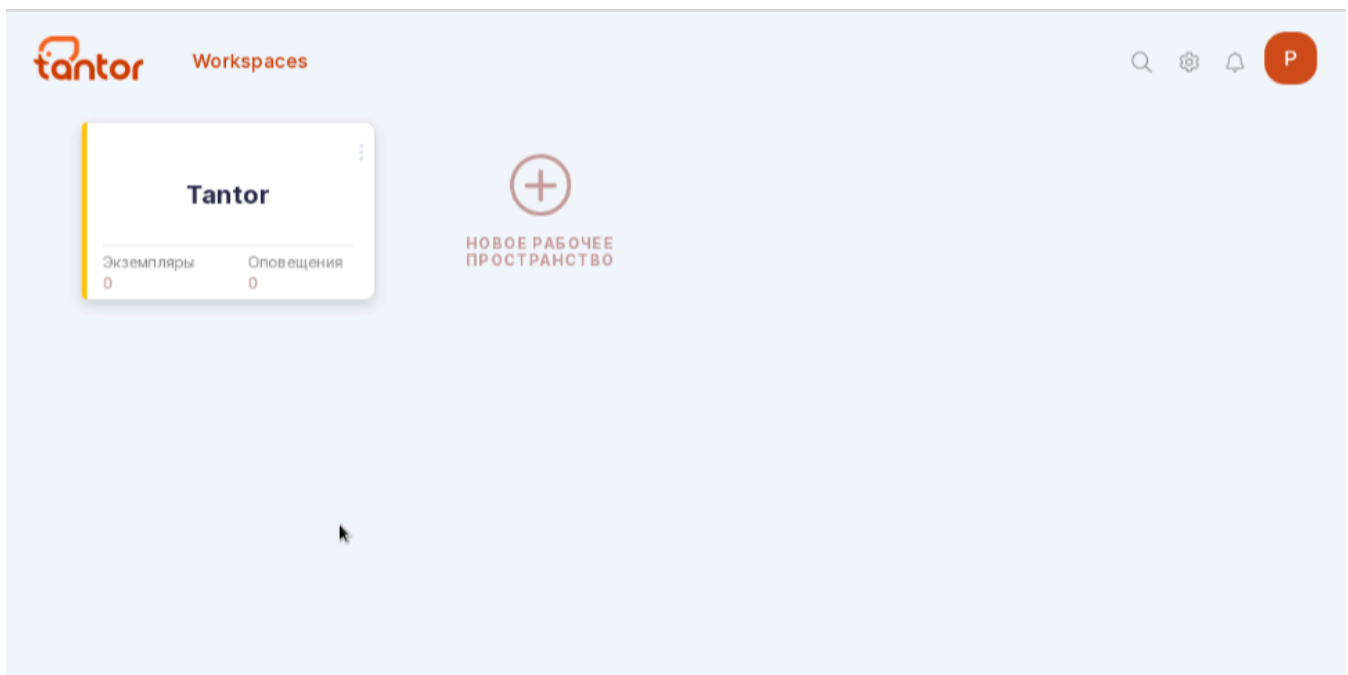 tantor
Workspaces
P
Tantor
Экземпляры
Оповещения
0
0
НОВОЕ РАБОЧЕЕ
ПРОСТРАНСТВО